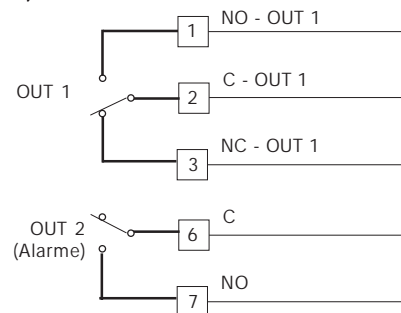 1 NO - OUT 1
OUT 1
2 C - OUT 1
3 NC - OUT 1
OUT 2
(Alarme)
6 C
7 NO